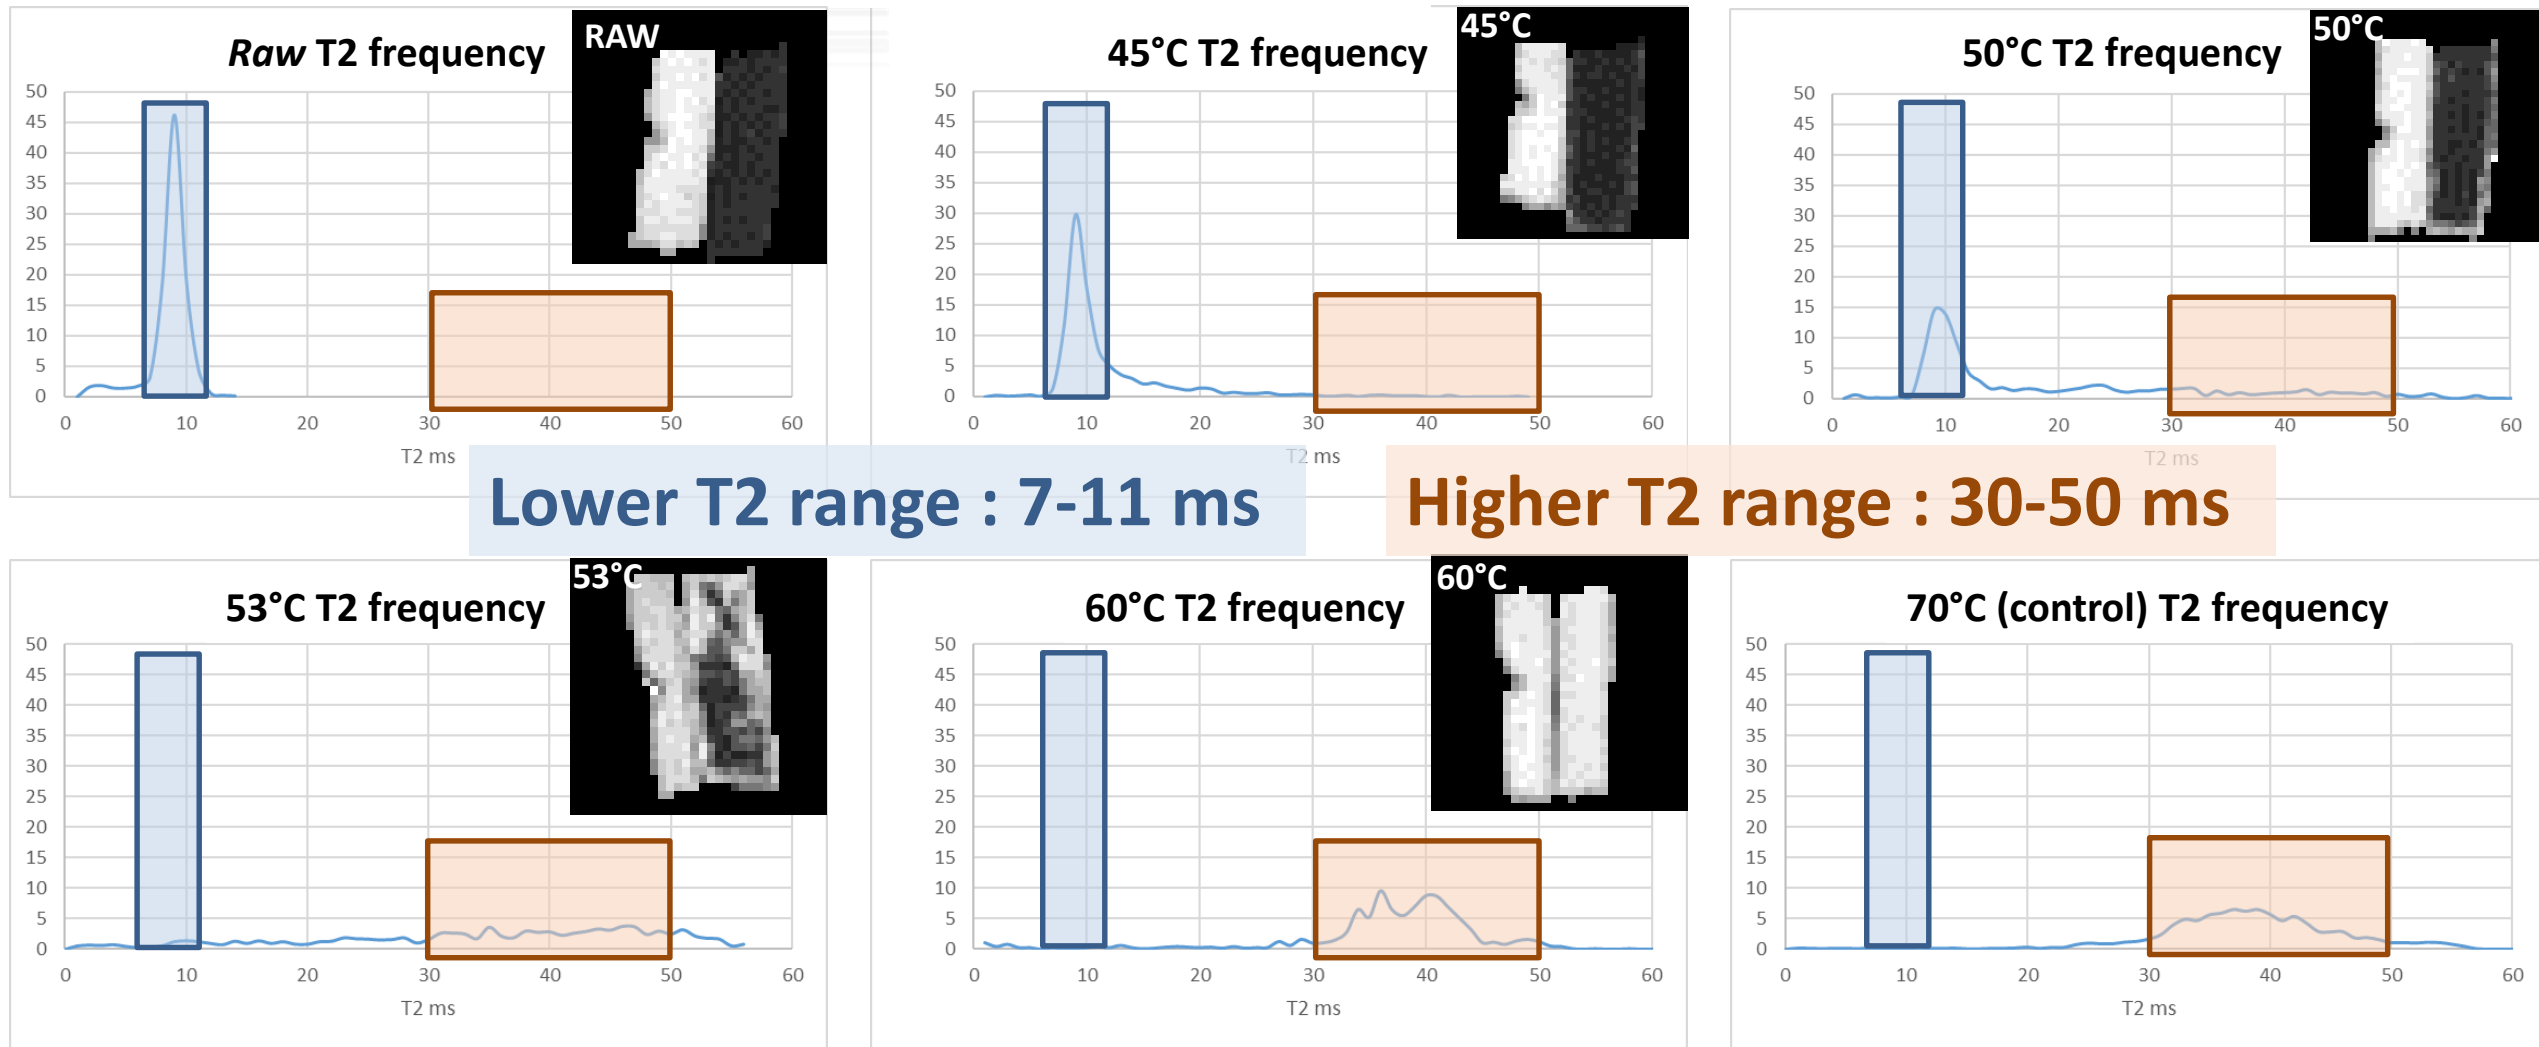 Raw T2 frequency
RAW
50
45
40
35
30
25
20
15
10
5
0
0 10 20 30 40 50 60
T2 ms
45°C T2 frequency
45°C
50
45
40
35
30
25
20
15
10
5
0
0 10 20 30 40 50 60
T2 ms
50°C T2 frequency
50°C
50
45
40
35
30
25
20
15
10
5
0
0 10 20 30 40 50 60
T2 ms
Lower T2 range : 7-11 ms
Higher T2 range : 30-50 ms
53°C T2 frequency
53°C
50
45
40
35
30
25
20
15
10
5
0
0 10 20 30 40 50 60
T2 ms
60°C T2 frequency
60°C
50
45
40
35
30
25
20
15
10
5
0
0 10 20 30 40 50 60
T2 ms
70°C (control) T2 frequency
50
45
40
35
30
25
20
15
10
5
0
0 10 20 30 40 50 60
T2 ms